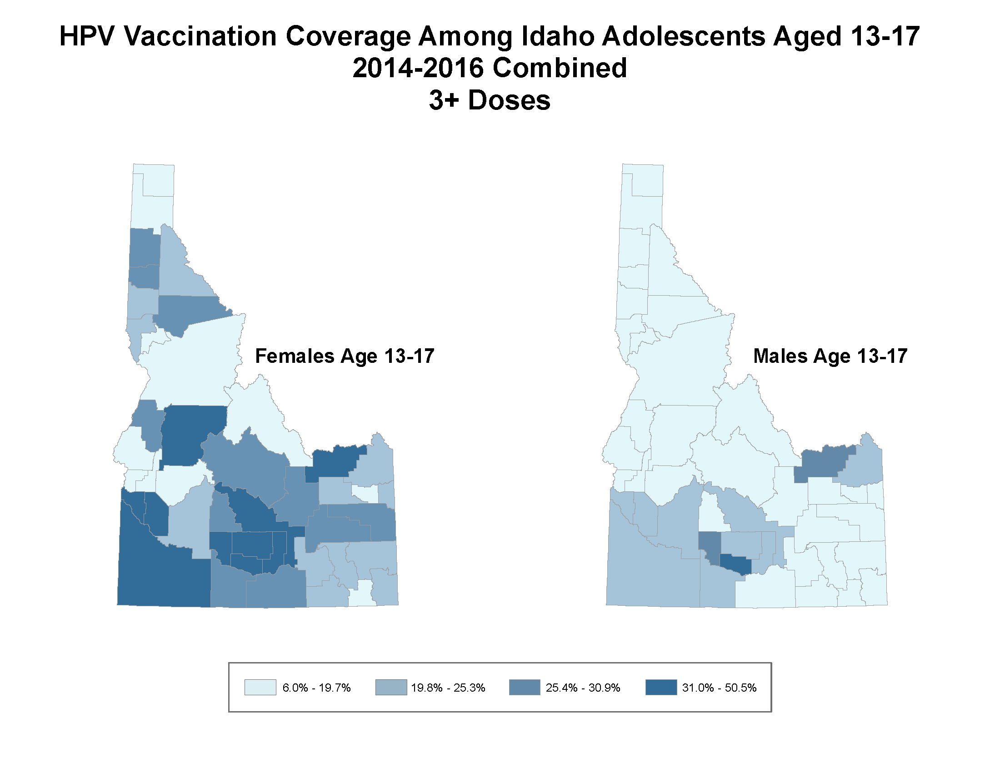 HPV Vaccination Coverage Among Idaho Adolescents Aged 13-17
2014-2016 Combined
3+ Doses
Females Age 13-17
Males Age 13-17
6.0% - 19.7%
19.8% - 25.3%
25.4% - 30.9%
31.0% - 50.5%